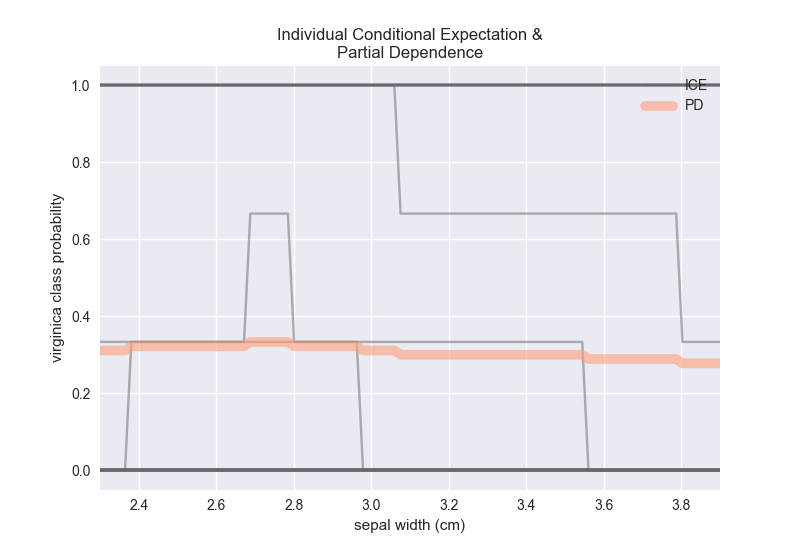 Individual Conditional Expectation &
Partial Dependence
ICE
PD
virginica class probability
1.0
0.8
0.6
0.4
0.2
0.0
2.4 2.6 2.8 3.0 3.2 3.4 3.6 3.8
sepal width (cm)